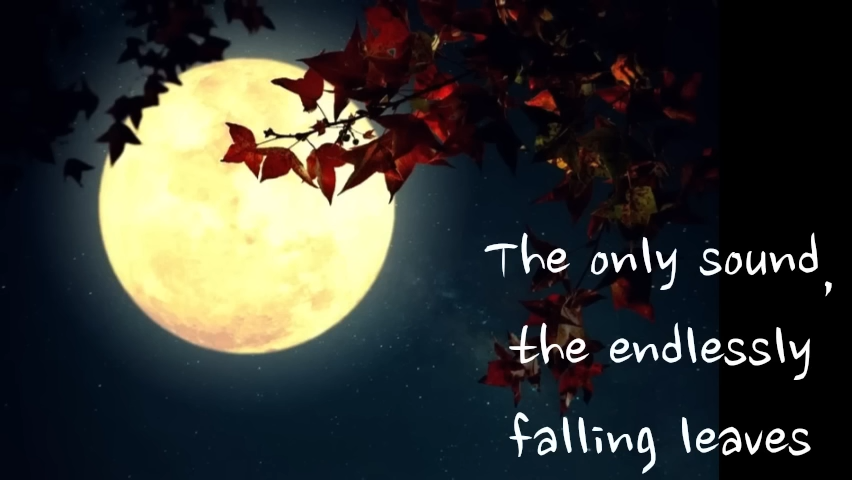 The only sound,
the endlessly
falling leaves